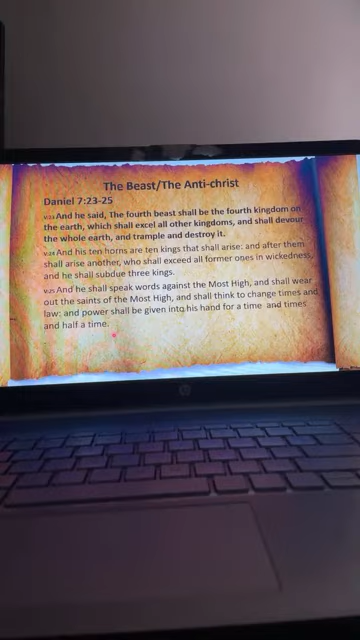 The Beast/The Anti-christ
Daniel 7:23-25
v.23 And he said, The fourth beast shall be the fourth kingdom on
the earth, which shall excel all other kingdoms, and shall devour
the whole earth, and trample and destroy it.
v.24 And his ten horns are ten kings that shall arise: and after them
shall arise another, who shall exceed all former ones in wickedness,
and he shall subdue three kings.
v.25 And he shall speak words against the Most High, and shall wear
out the saints of the Most High, and shall think to change times and
law: and power shall be given into his hand for a time and times
and half a time.
hp